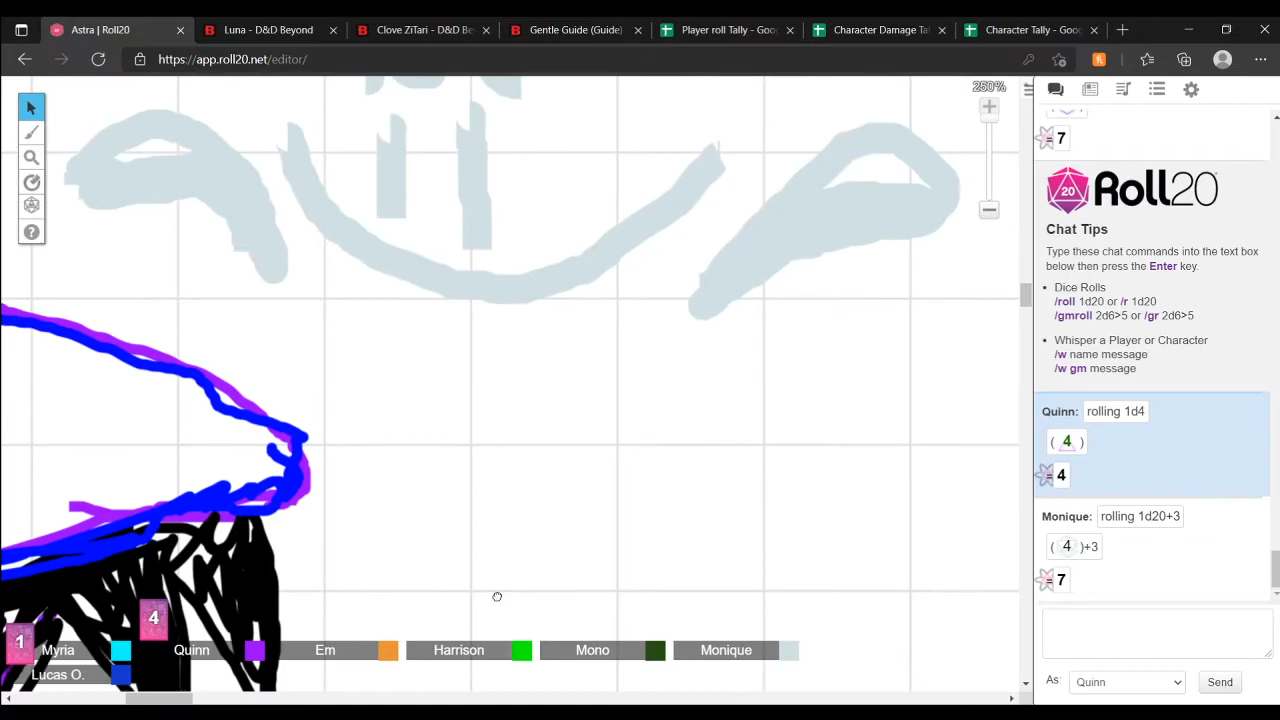 Astra | Roll20
Luna - D&D Beyond
Clove ZiTari - D&D Be
Gentle Guide (Guide)
Player roll Tally - Goo
Character Damage Tal
Character Tally - Goog
https://app.roll20.net/editor/
250%
7
20
Roll20
Chat Tips
Type these chat commands into the text box
below then press the Enter key.
Dice Rolls
/roll 1d20 or /r 1d20
/gmroll 2d6>5 or /gr 2d6>5
Whisper a Player or Character
/w name message
/w gm message
Quinn: rolling 1d4
( 4 )
= 4
Monique: rolling 1d20+3
( 4 )+3
= 7
1
4
Myria
Quinn
Em
Harrison
Mono
Monique
Lucas O.
As: Quinn
Send